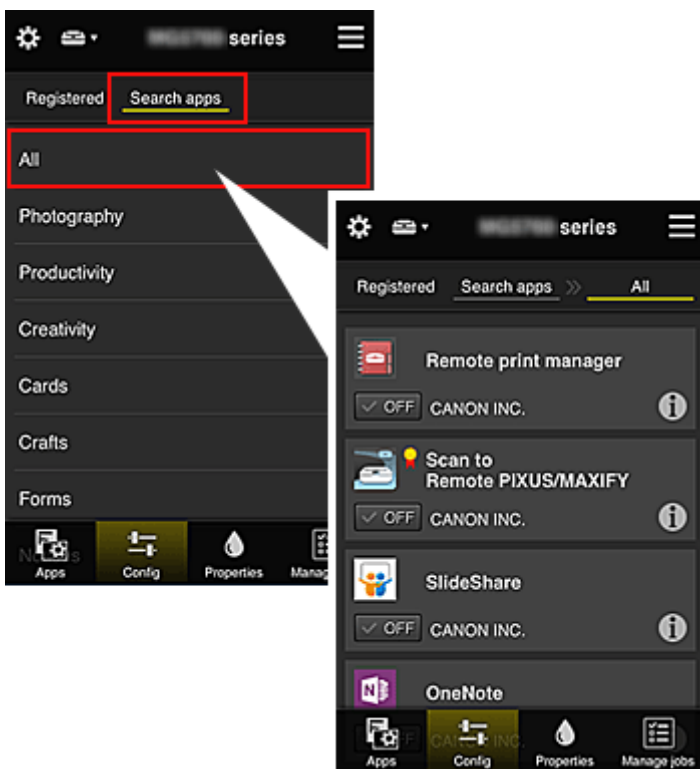 series
Registered Search apps
All
Photography
Productivity
Creativity
Cards
Crafts
Forms
Apps Config Properties
series
Registered Search apps » All
Remote print manager
OFF CANON INC.
Scan to
Remote PIXUS/MAXIFY
OFF CANON INC.
SlideShare
OFF CANON INC.
OneNote
CANON INC.
Apps Config Properties Manage jobs